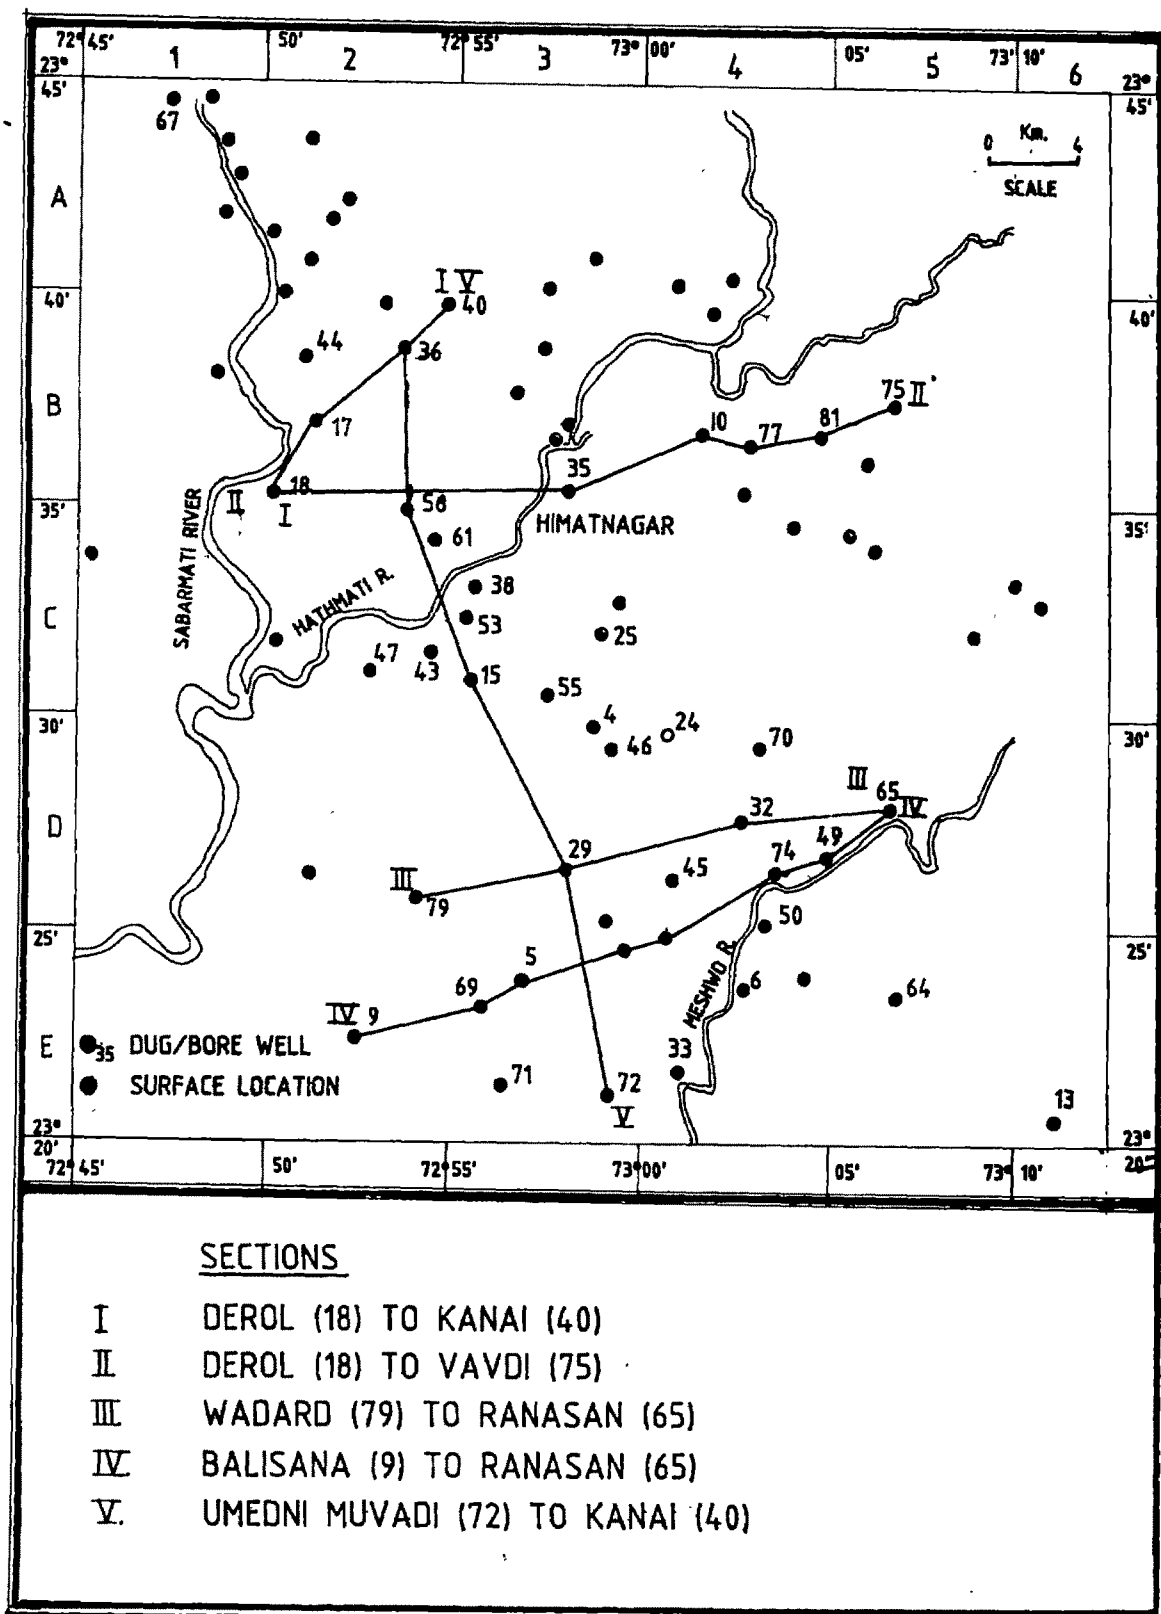 72° 45' 1 50' 2 72° 55' 3 73° 00' 4 05' 5 73° 10' 6
23° 45' 23° 45'
67
0 Km. 4
SCALE
A
40' 40'
I V
40
44 36
B
17
75 II
10 77 81
35
18
II I
35' 35'
56
HIMATNAGAR
61
SABARMATI RIVER
HATHMATI R.
38
C
53 25
47 43 15
55
4 24
46 70
30' 30'
III
65 IV
32
D
29 49
74
III
79
45
50
25' 25'
5
MESHWO R.
69 6 64
IV 9
E
35 DUG/BORE WELL
SURFACE LOCATION
33
71 72
V
13
23° 20' 23° 20'
72° 45' 50' 72° 55' 73° 00' 05' 73° 10'
SECTIONS
I DEROL (18) TO KANAI (40)
II DEROL (18) TO VAVDI (75)
III WADARD (79) TO RANASAN (65)
IV BALISANA (9) TO RANASAN (65)
V. UMEDNI MUVADI (72) TO KANAI (40)